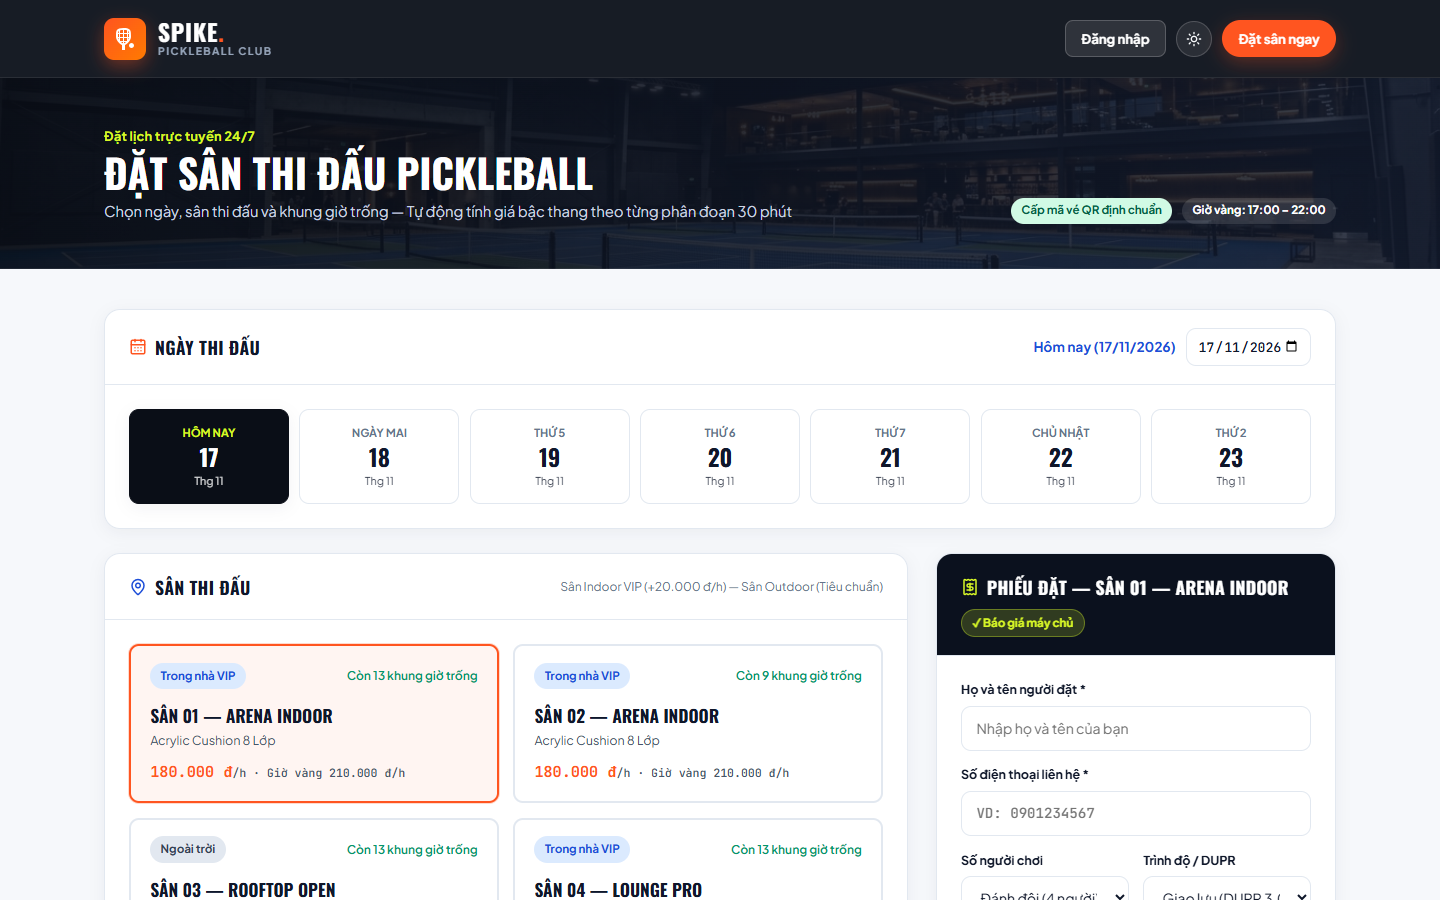 SPIKE.
PICKLEBALL CLUB
Đăng nhập
Đặt sân ngay
Đặt lịch trực tuyến 24/7
ĐẶT SÂN THI ĐẤU PICKLEBALL
Chọn ngày, sân thi đấu và khung giờ trống — Tự động tính giá bậc thang theo từng phân đoạn 30 phút
Cấp mã vé QR định chuẩn
Giờ vàng: 17:00 – 22:00
NGÀY THI ĐẤU
Hôm nay (17/11/2026)
17/11/2026
HÔM NAY
17
Thg 11
NGÀY MAI
18
Thg 11
THỨ 5
19
Thg 11
THỨ 6
20
Thg 11
THỨ 7
21
Thg 11
CHỦ NHẬT
22
Thg 11
THỨ 2
23
Thg 11
SÂN THI ĐẤU
Sân Indoor VIP (+20.000 đ/h) — Sân Outdoor (Tiêu chuẩn)
Trong nhà VIP
Còn 13 khung giờ trống
SÂN 01 — ARENA INDOOR
Acrylic Cushion 8 Lớp
180.000 đ/h · Giờ vàng 210.000 đ/h
Trong nhà VIP
Còn 9 khung giờ trống
SÂN 02 — ARENA INDOOR
Acrylic Cushion 8 Lớp
180.000 đ/h · Giờ vàng 210.000 đ/h
Ngoài trời
Còn 13 khung giờ trống
SÂN 03 — ROOFTOP OPEN
Trong nhà VIP
Còn 13 khung giờ trống
SÂN 04 — LOUNGE PRO
PHIẾU ĐẶT — SÂN 01 — ARENA INDOOR
✓ Báo giá máy chủ
Họ và tên người đặt *
Nhập họ và tên của bạn
Số điện thoại liên hệ *
VD: 0901234567
Số người chơi
Đánh đôi (4 người)
Trình độ / DUPR
Giao lưu (DUPR 3.